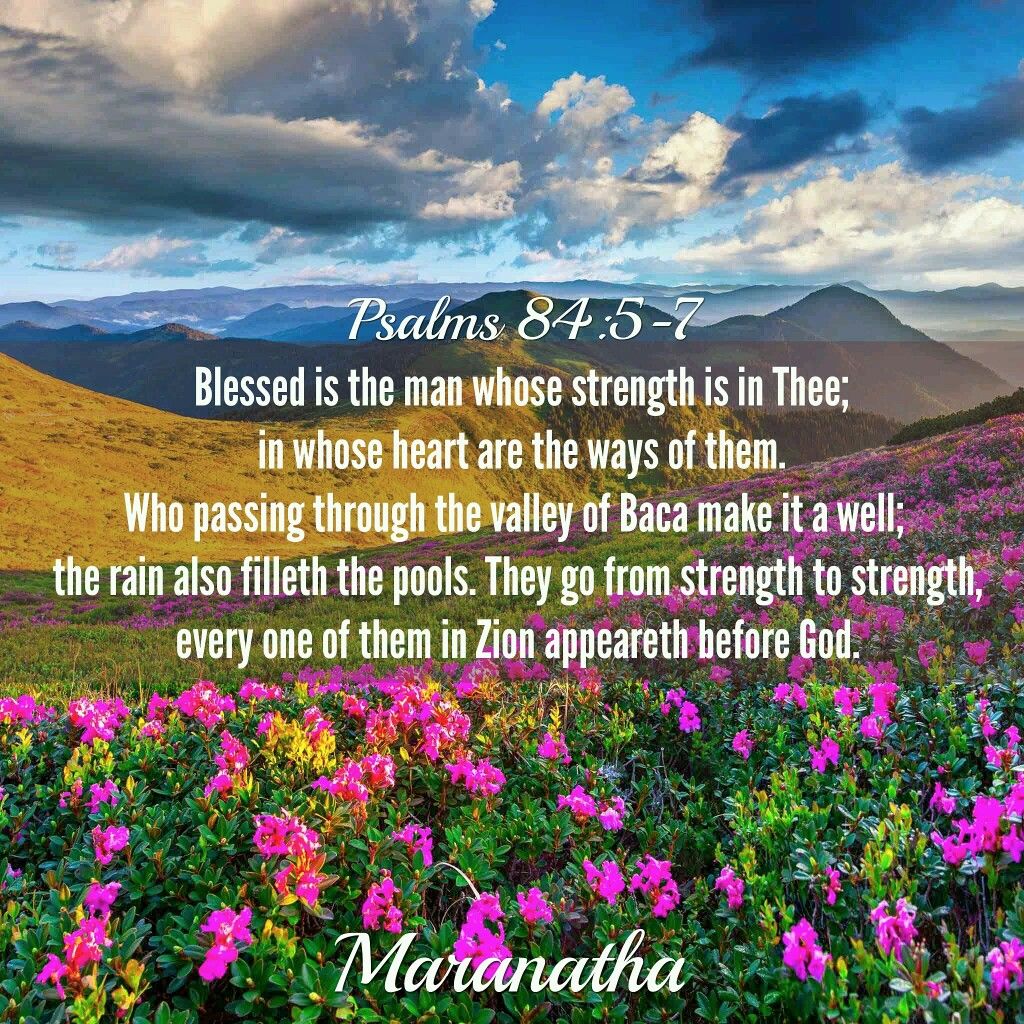 Psalms 84:5-7
Blessed is the man whose strength is in Thee;
in whose heart are the ways of them.
Who passing through the valley of Baca make it a well;
the rain also filleth the pools. They go from strength to strength,
every one of them in Zion appeareth before God.
Maranatha